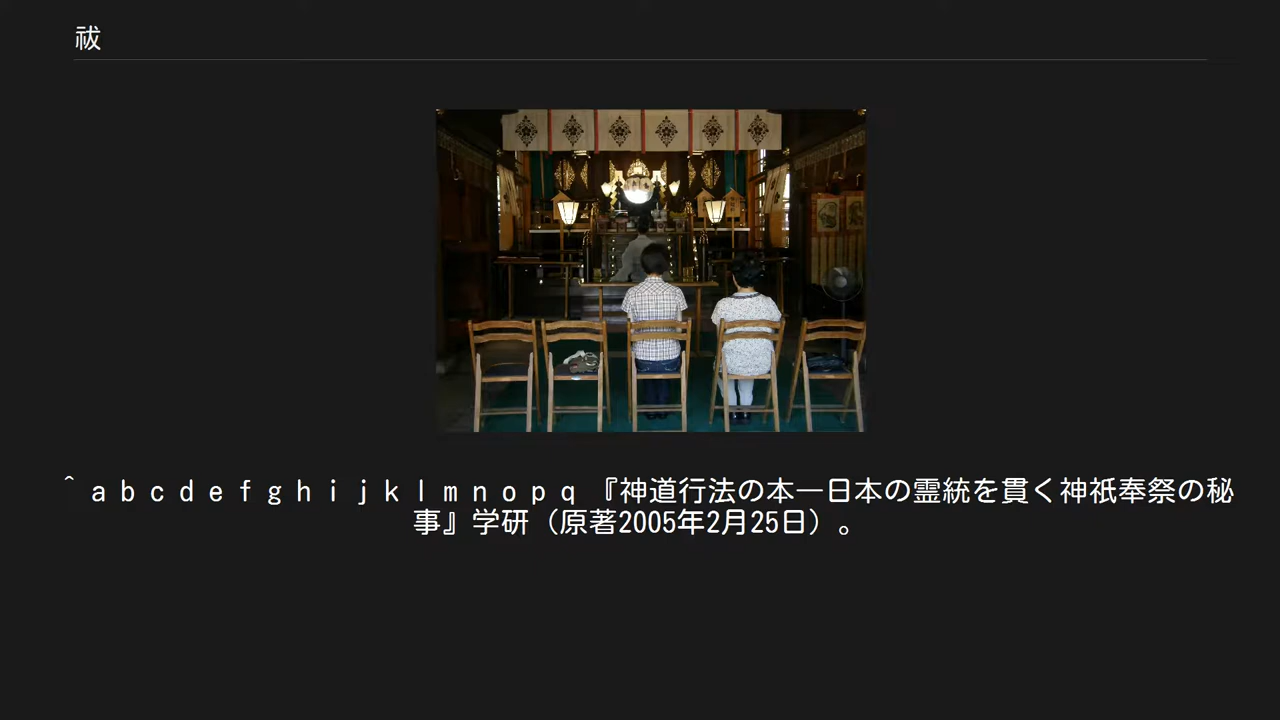 祓
^ a b c d e f g h i j k l m n o p q 『神道行法の本―日本の霊統を貫く神祇奉祭の秘
事』学研（原著2005年2月25日）。